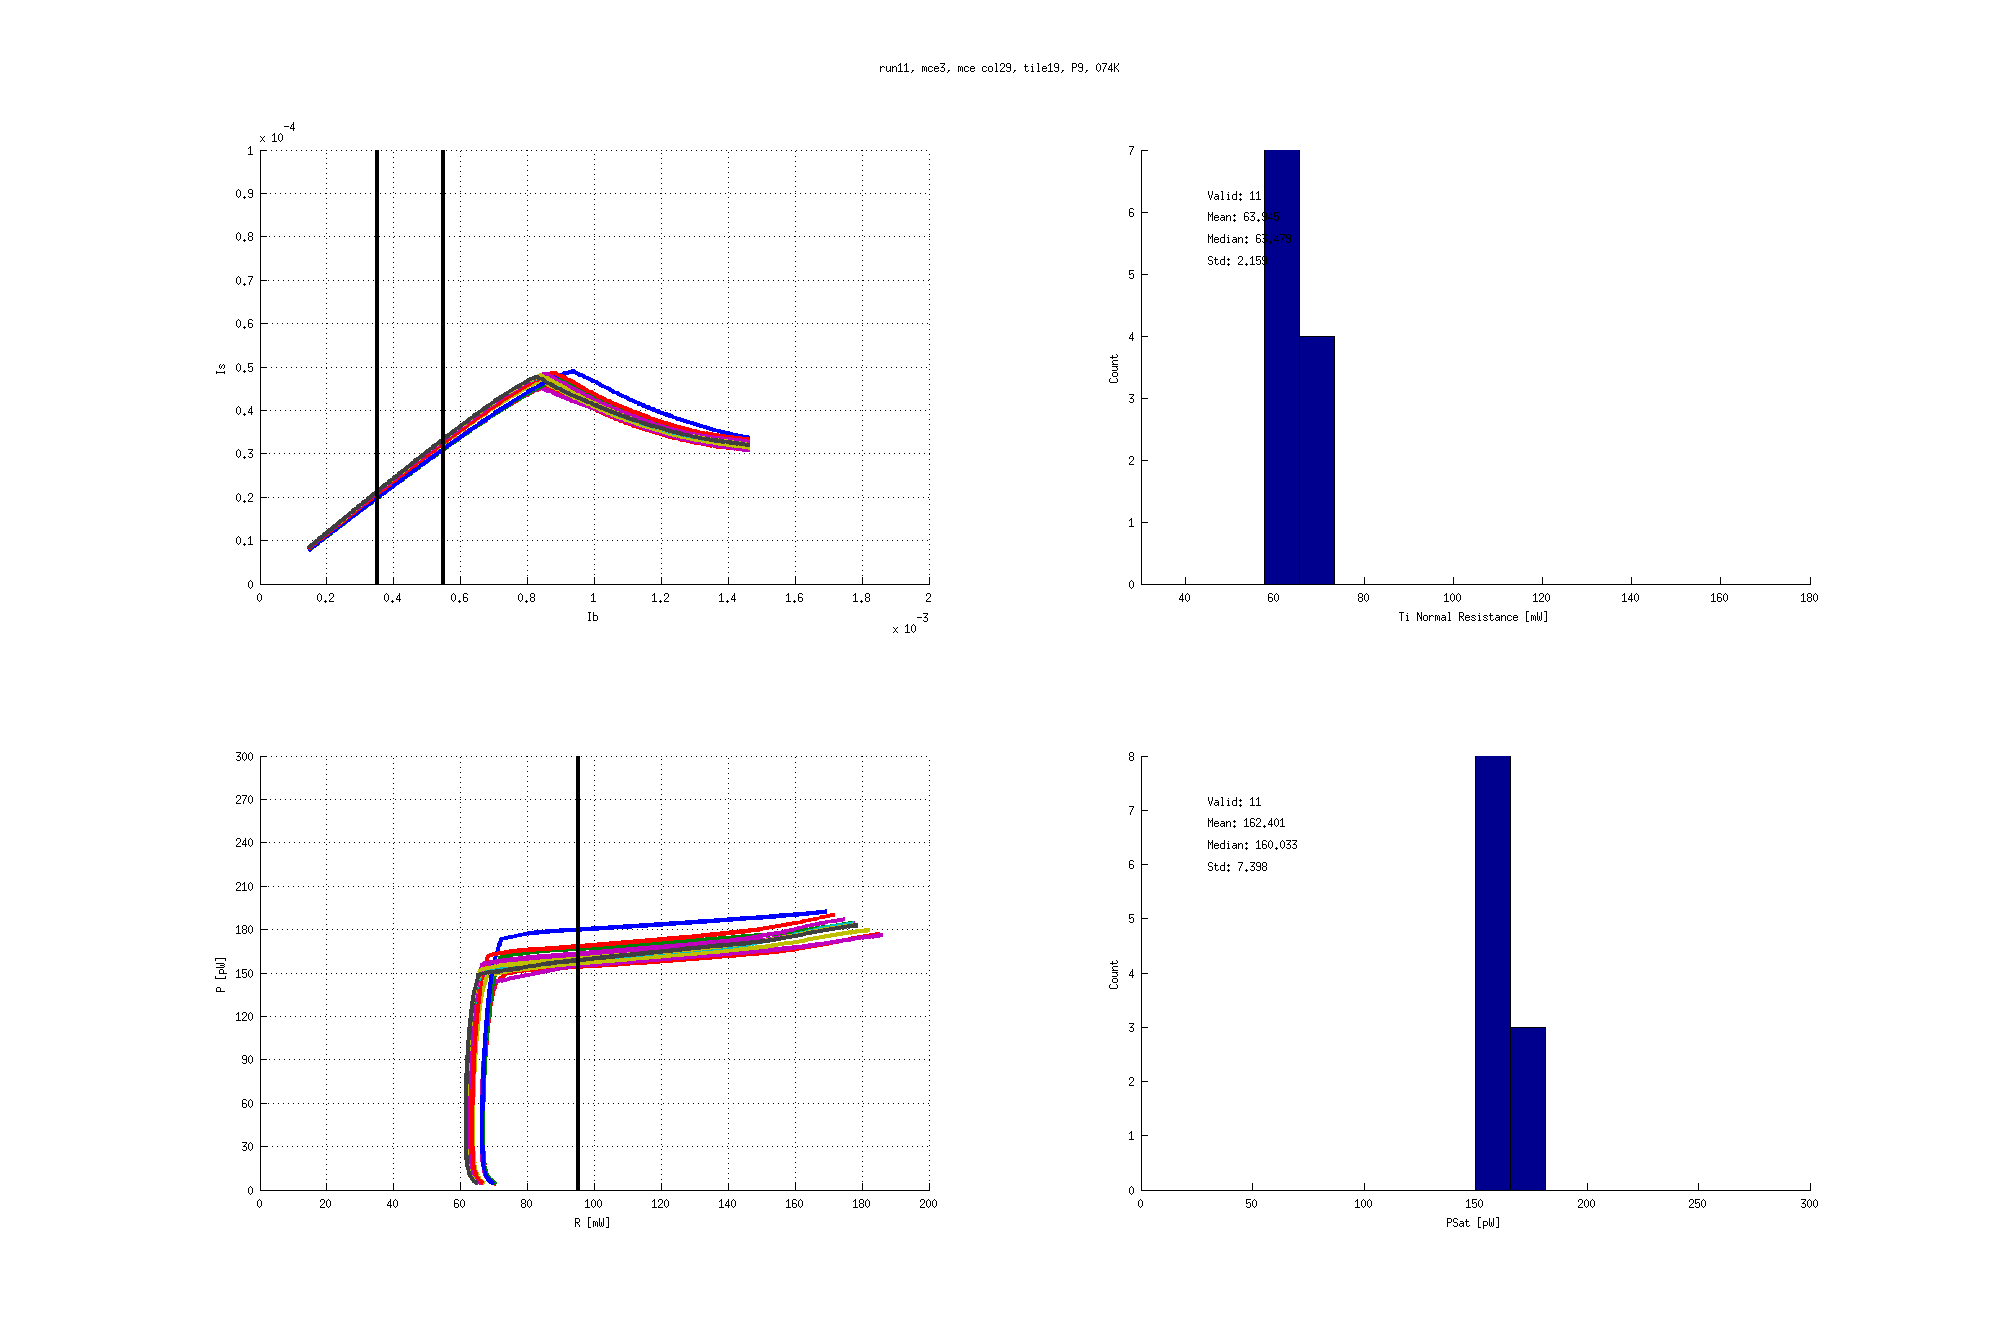 run11, mce3, mce col29, tile19, P9, 074K
x 10
-4
1
0.9
0.8
0.7
0.6
0.5
0.4
0.3
0.2
0.1
0
Is
0 0.2 0.4 0.6 0.8 1 1.2 1.4 1.6 1.8 2
Ib
x 10
-3
7
6
5
4
3
2
1
0
Count
Valid: 11
Mean: 63.945
Median: 63.479
Std: 2.159
40 60 80 100 120 140 160 180
Ti Normal Resistance [mW]
300
270
240
210
180
150
120
90
60
30
0
P [pW]
0 20 40 60 80 100 120 140 160 180 200
R [mW]
8
7
6
5
4
3
2
1
0
Count
Valid: 11
Mean: 162.401
Median: 160.033
Std: 7.398
0 50 100 150 200 250 300
PSat [pW]